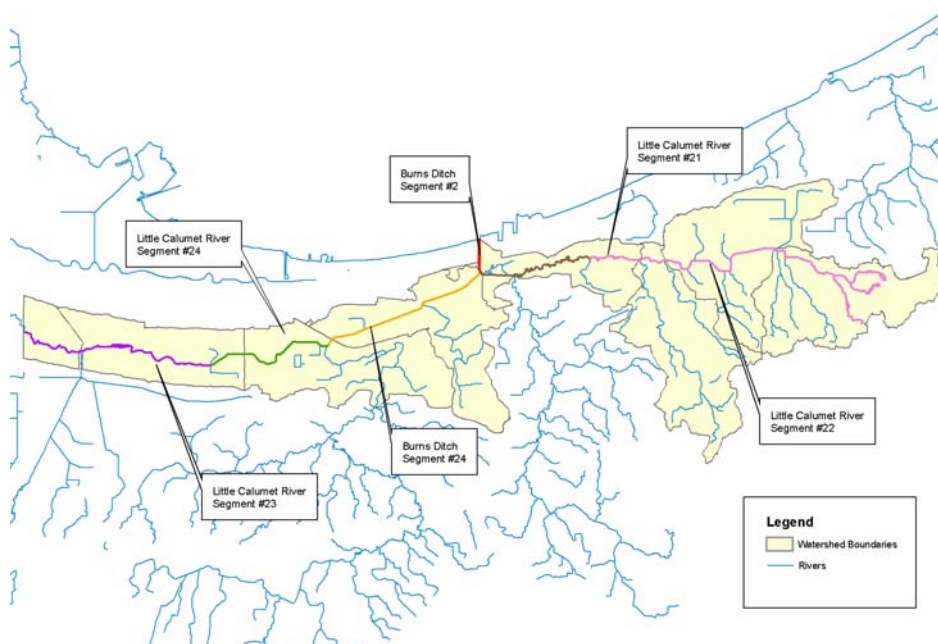 Little Calumet River
Segment #21
Burns Ditch
Segment #2
Little Calumet River
Segment #24
Little Calumet River
Segment #22
Burns Ditch
Segment #24
Little Calumet River
Segment #23
Legend
Watershed Boundaries
Rivers